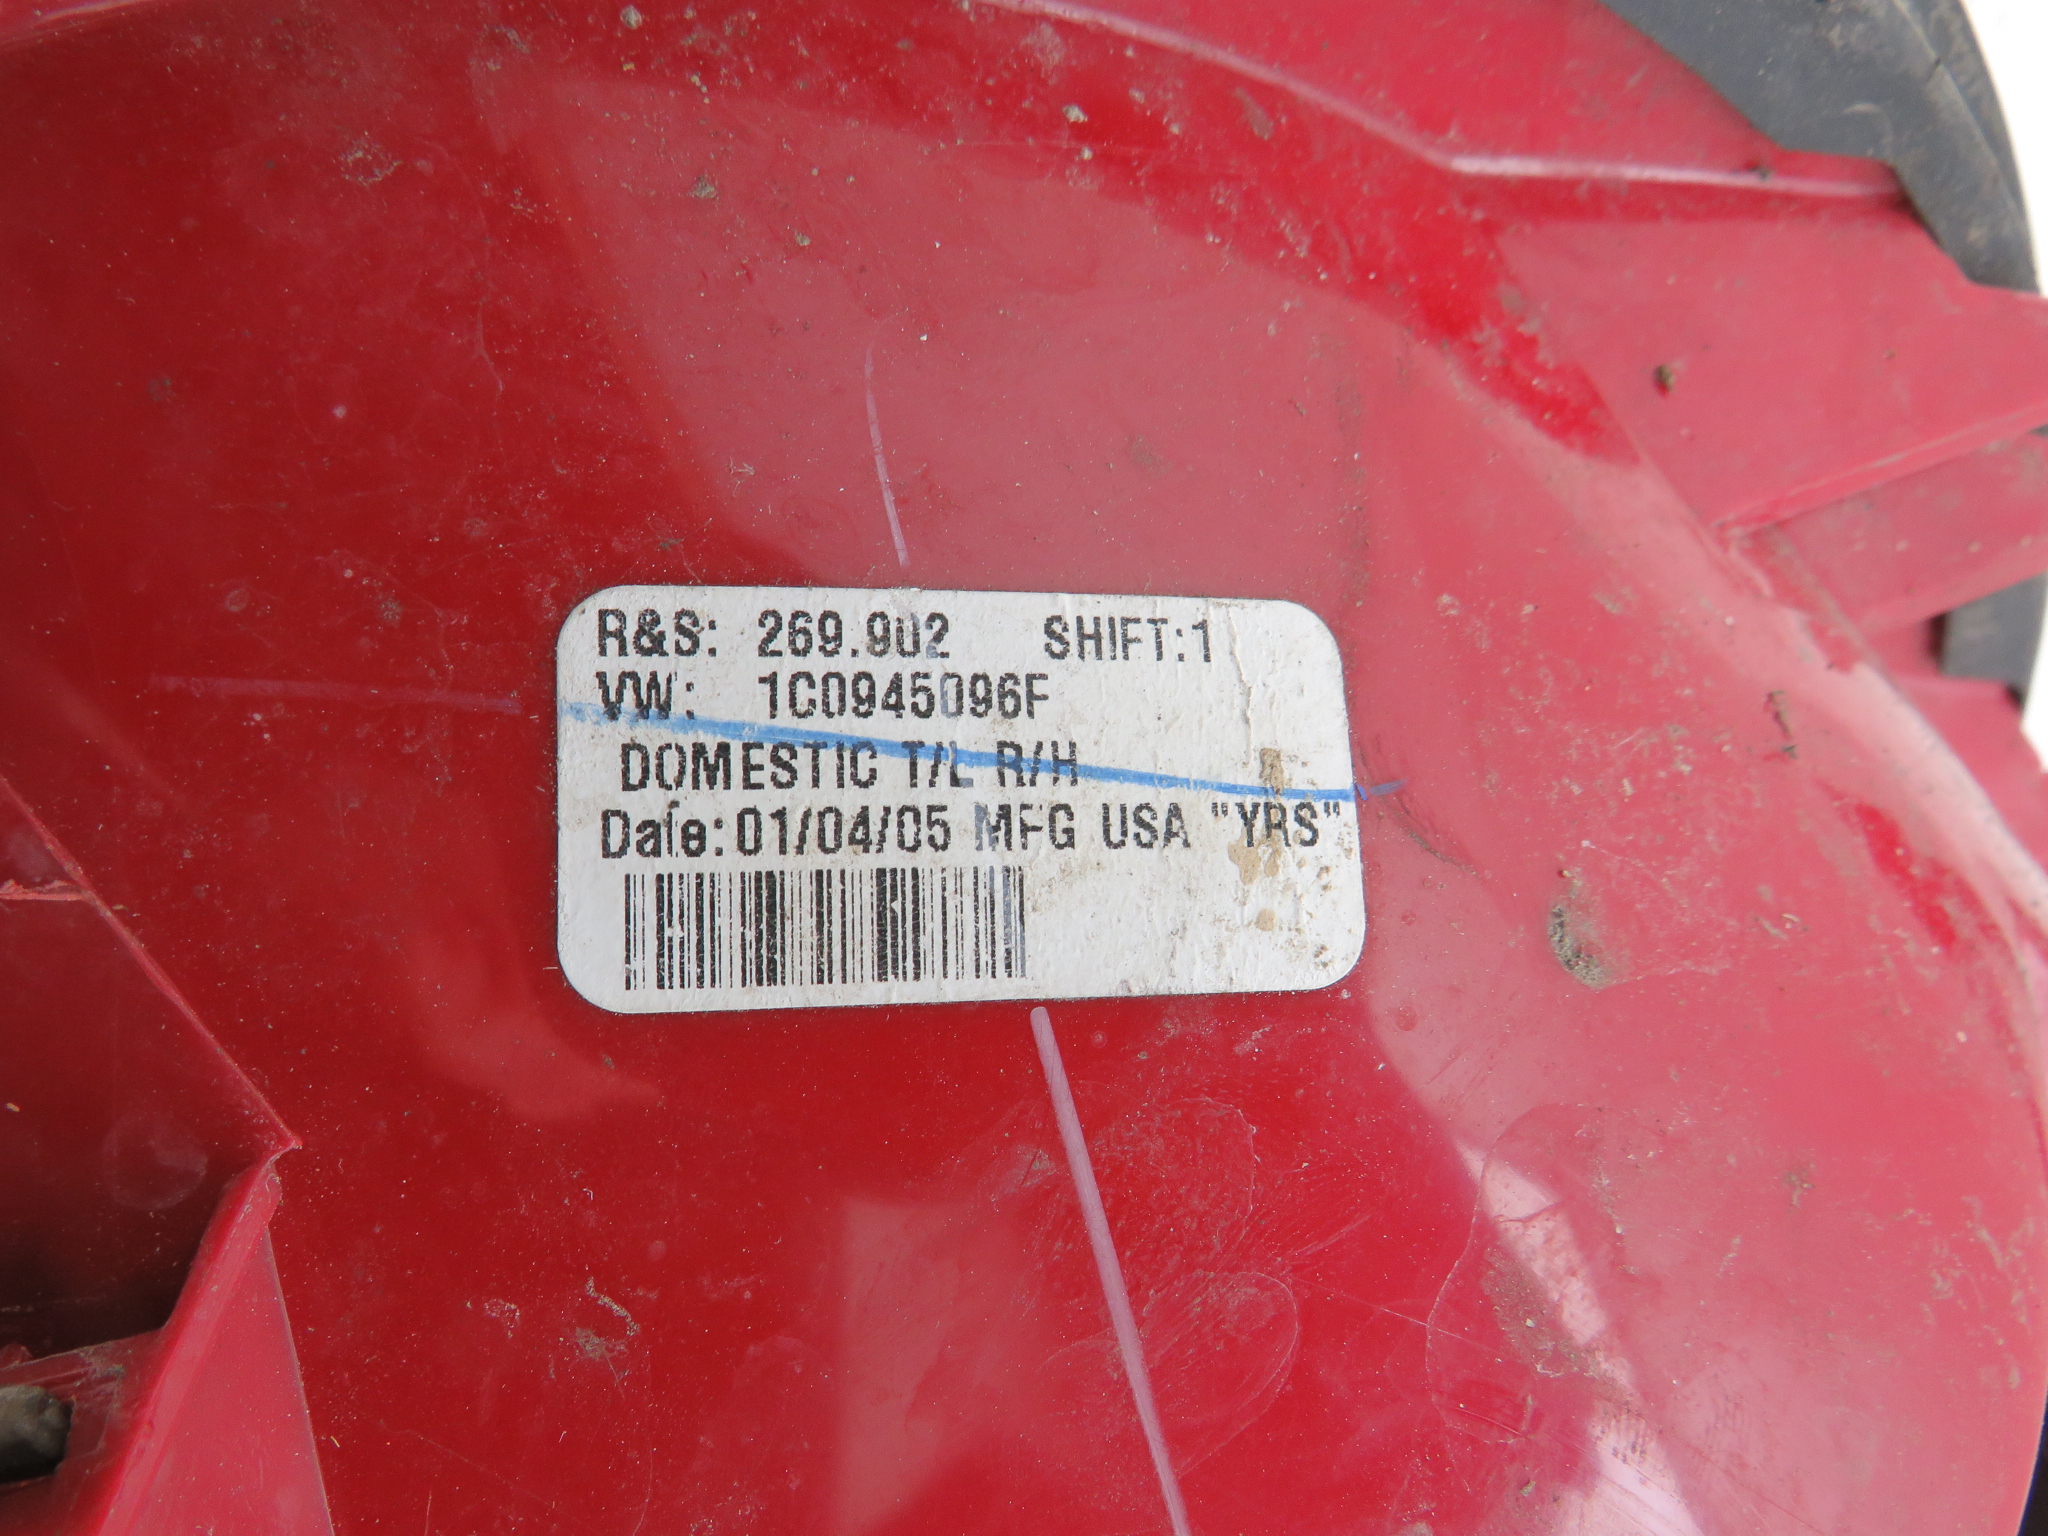 R&S: 269.902 SHIFT:1
VW: 1C0945096F
DOMESTIC T/L R/H
Date:01/04/05 MFG USA "YRS"